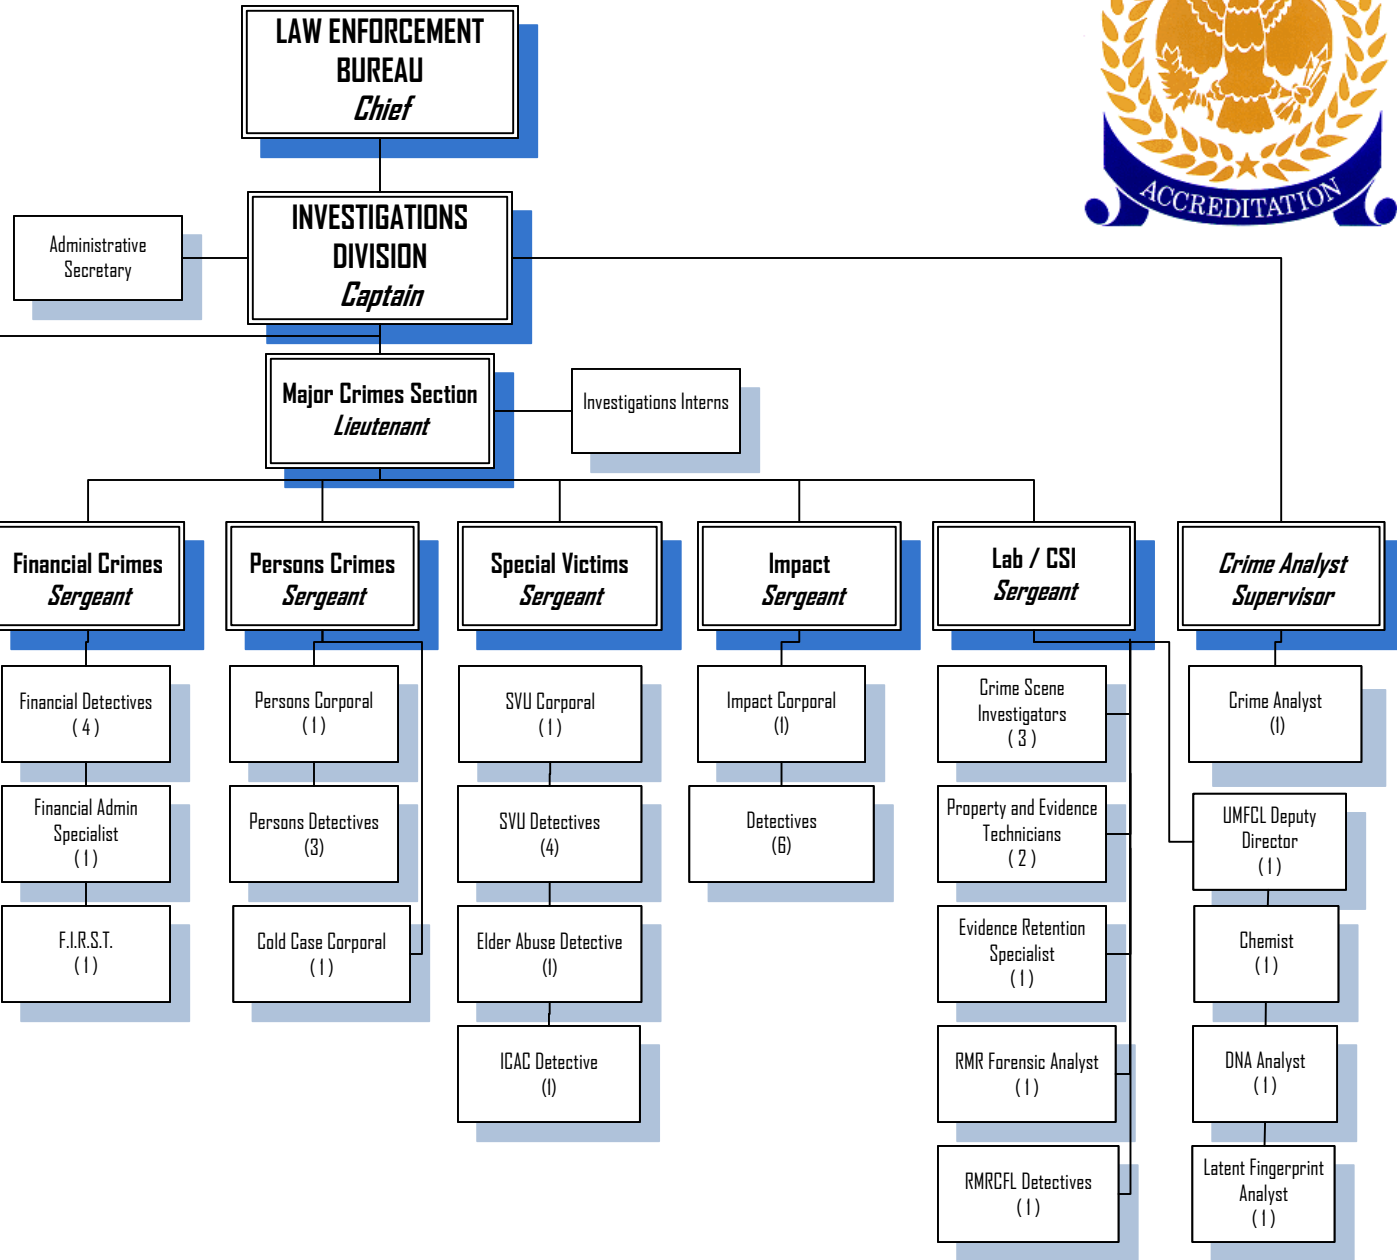 LAW ENFORCEMENT
BUREAU
Chief
ACCREDITATION
INVESTIGATIONS
DIVISION
Captain
Administrative
Secretary
Major Crimes Section
Lieutenant
Investigations Interns
Financial Crimes
Sergeant
Persons Crimes
Sergeant
Special Victims
Sergeant
Impact
Sergeant
Lab / CSI
Sergeant
Crime Analyst
Supervisor
Financial Detectives
( 4 )
Financial Admin
Specialist
( 1 )
F.I.R.S.T.
( 1 )
Persons Corporal
( 1 )
Persons Detectives
(3)
Cold Case Corporal
( 1 )
SVU Corporal
( 1 )
SVU Detectives
(4)
Elder Abuse Detective
(1)
ICAC Detective
(1)
Impact Corporal
(1)
Detectives
(6)
Crime Scene
Investigators
( 3 )
Property and Evidence
Technicians
( 2 )
Evidence Retention
Specialist
( 1 )
RMR Forensic Analyst
( 1 )
RMRCFL Detectives
( 1 )
Crime Analyst
(1)
UMFCL Deputy
Director
( 1 )
Chemist
( 1 )
DNA Analyst
( 1 )
Latent Fingerprint
Analyst
( 1 )